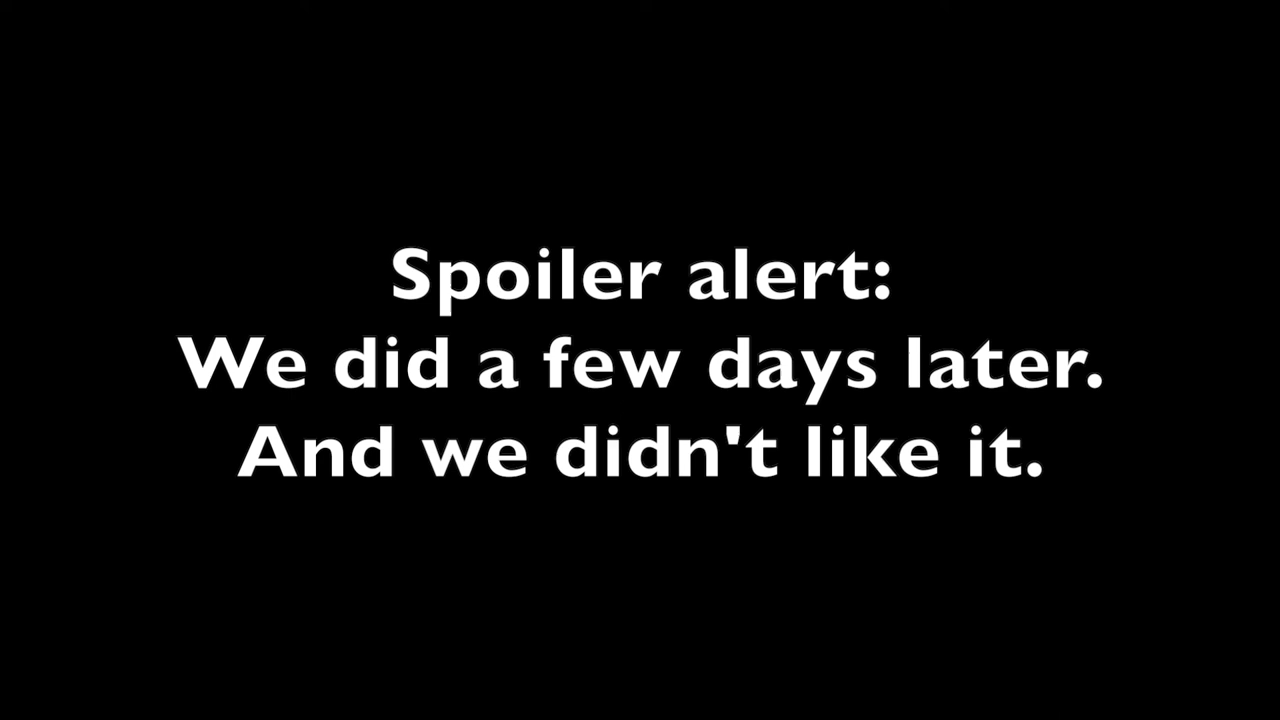 Spoiler alert:
We did a few days later.
And we didn't like it.